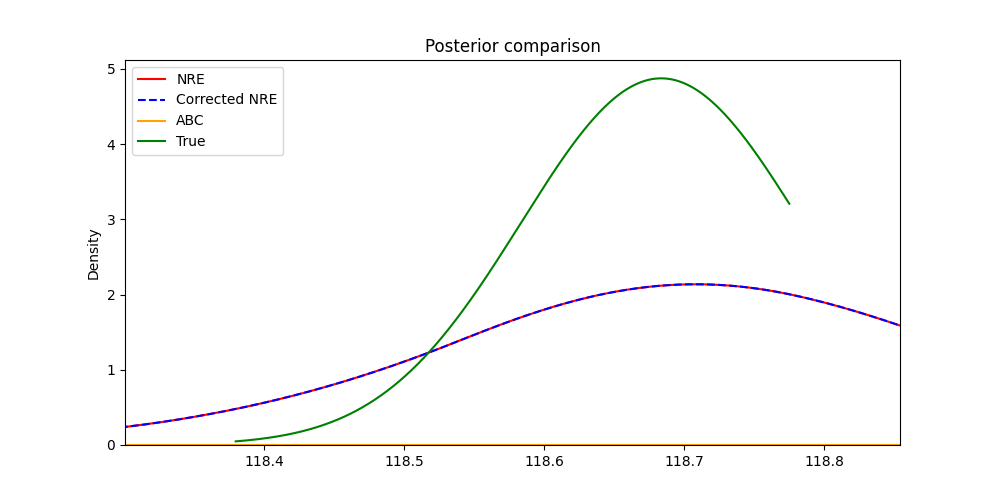 Posterior comparison
NRE
Corrected NRE
ABC
True
Density
5
4
3
2
1
0
118.4
118.5
118.6
118.7
118.8